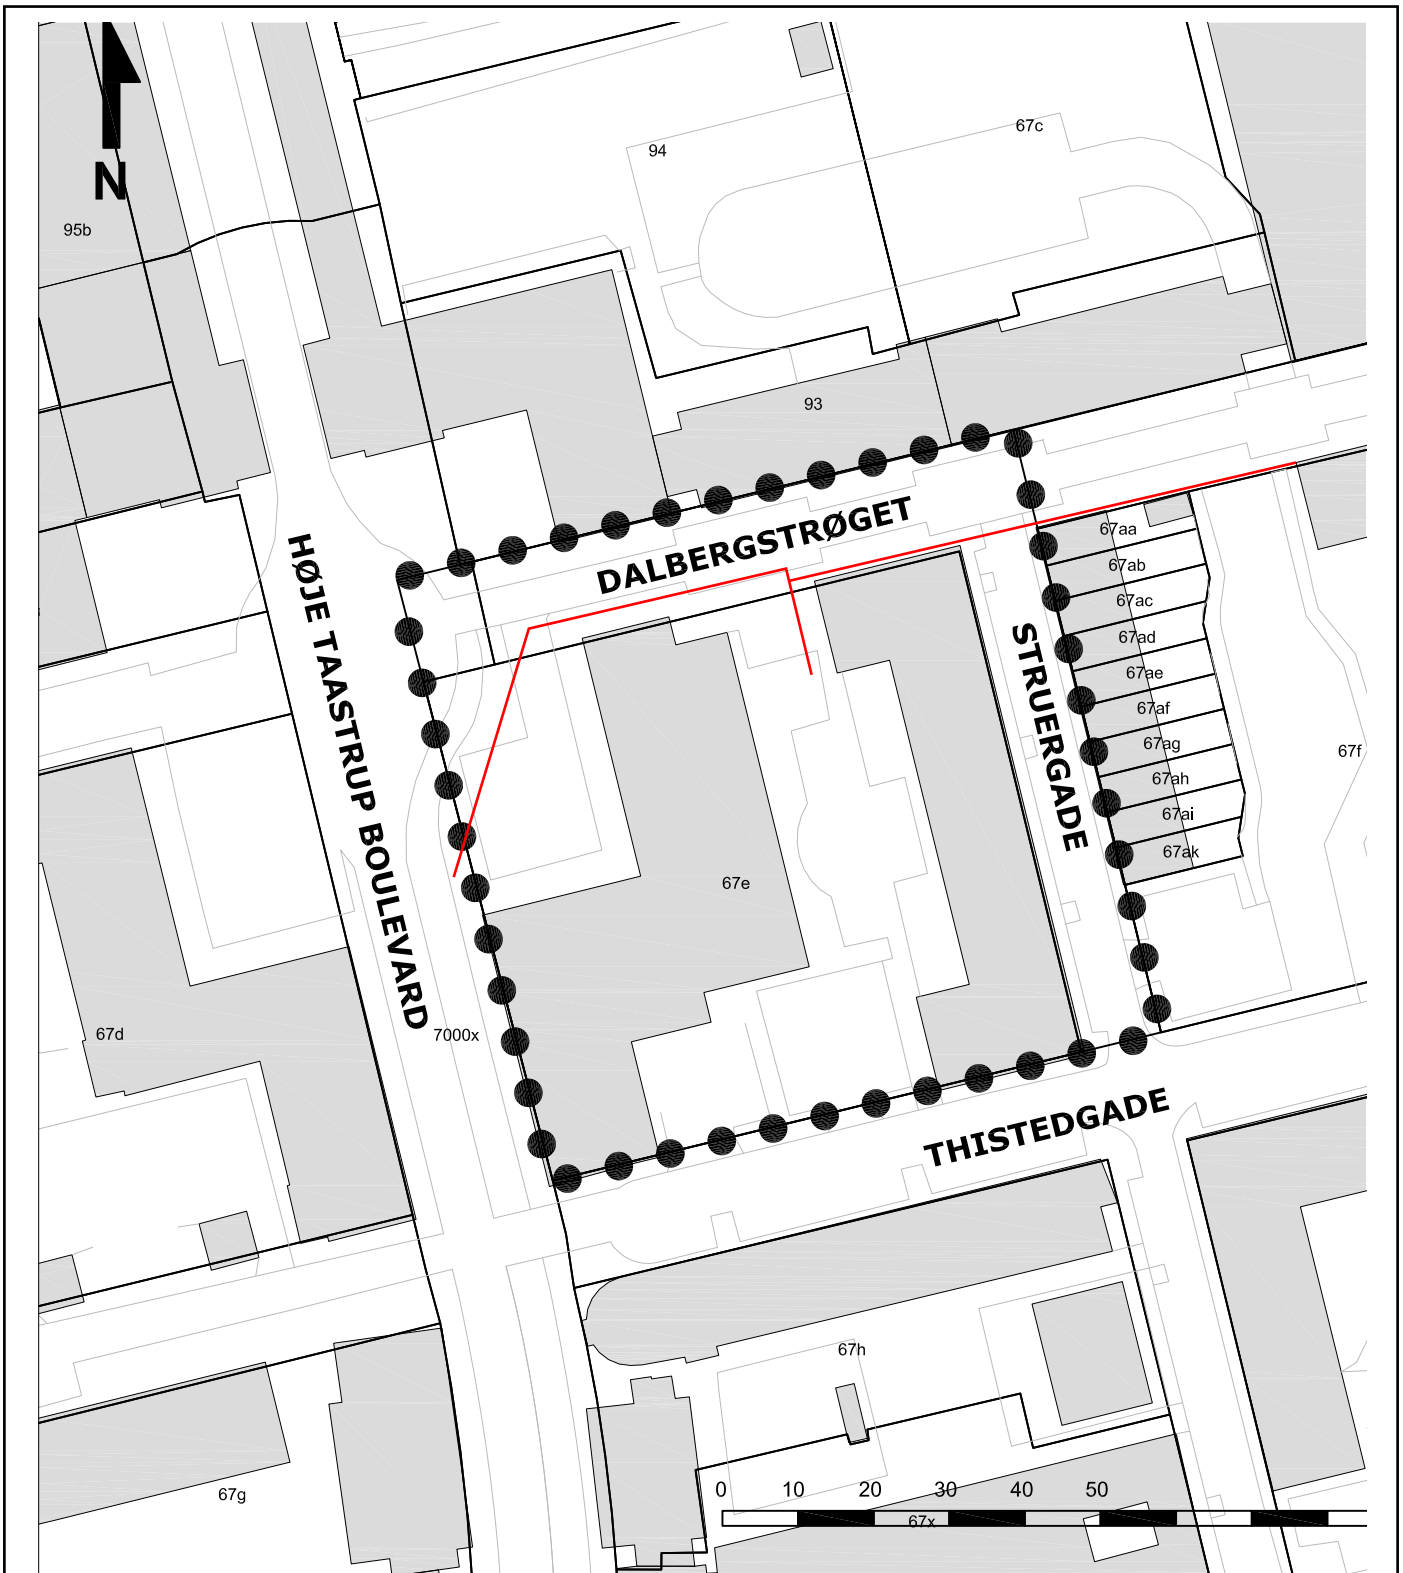 N
67c
94
95b
93
DALBERGSTRØGET
HØJE TAASTRUP BOULEVARD
STRUERGADE
67aa
67ab
67ac
67ad
67ae
67af
67ag
67ah
67ai
67ak
67f
67e
67d
7000x
THISTEDGADE
67h
67g
0 10 20 30 40 50
67x